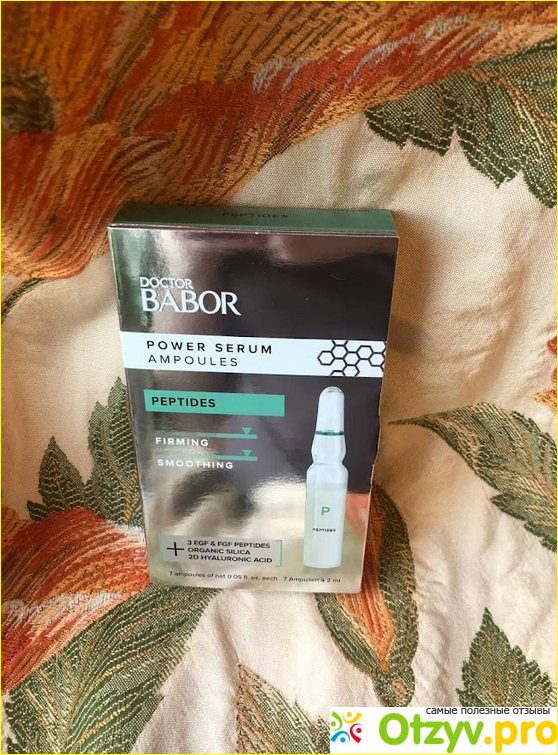 PEPTIDES
DOCTOR
BABOR
POWER SERUM
AMPOULES
PEPTIDES
FIRMING
SMOOTHING
P
PEPTIDES
+ 3 EGF & FGF PEPTIDES
ORGANIC SILICA
2D HYALURONIC ACID
7 ampoules of net 0.06 fl. oz. each 7 Ampullen à 2 ml
самые полезные отзывы
Otzyv.pro